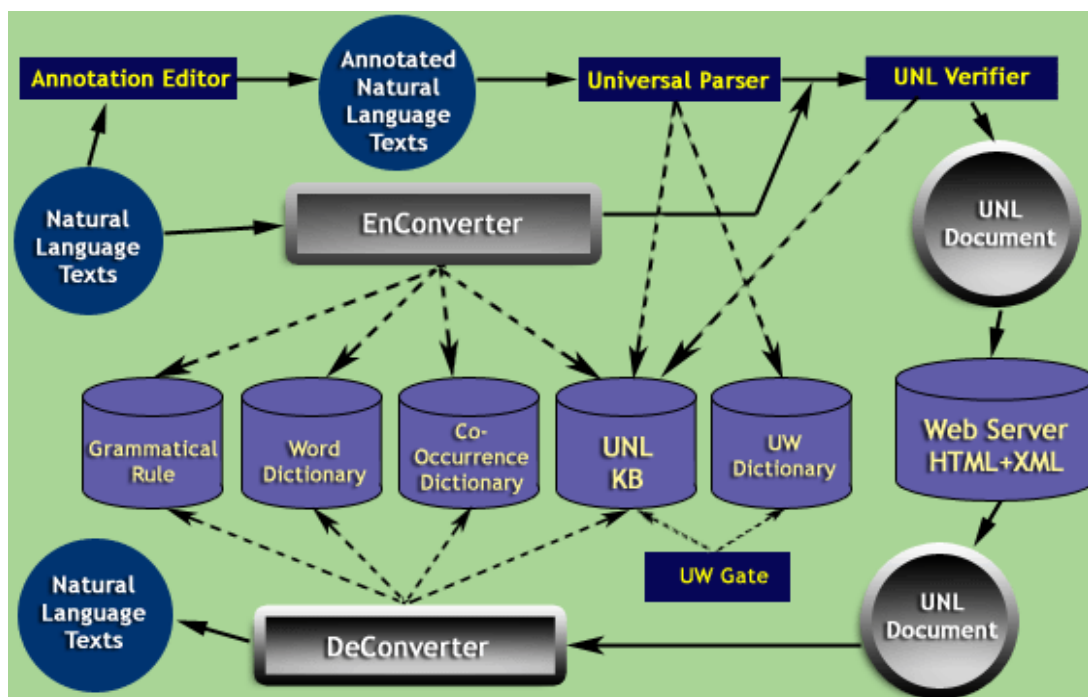 Annotation Editor
Annotated
Natural
Language
Texts
Universal Parser
UNL Verifier
Natural
Language
Texts
EnConverter
UNL
Document
Grammatical
Rule
Word
Dictionary
Co-
Occurrence
Dictionary
UNL
KB
UW
Dictionary
Web Server
HTML+XML
Natural
Language
Texts
UW Gate
UNL
Document
DeConverter